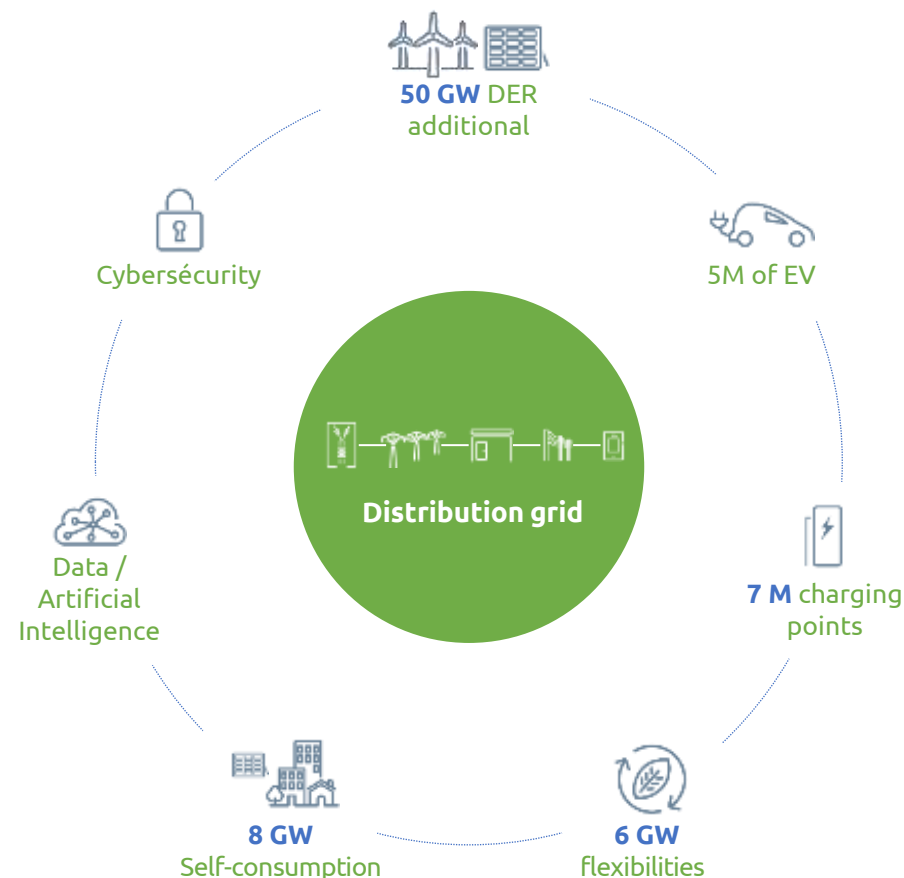 50 GW DER
additional
Cybersécurity
5M of EV
Distribution grid
Data /
Artificial
Intelligence
7 M charging
points
8 GW
Self-consumption
6 GW
flexibilities